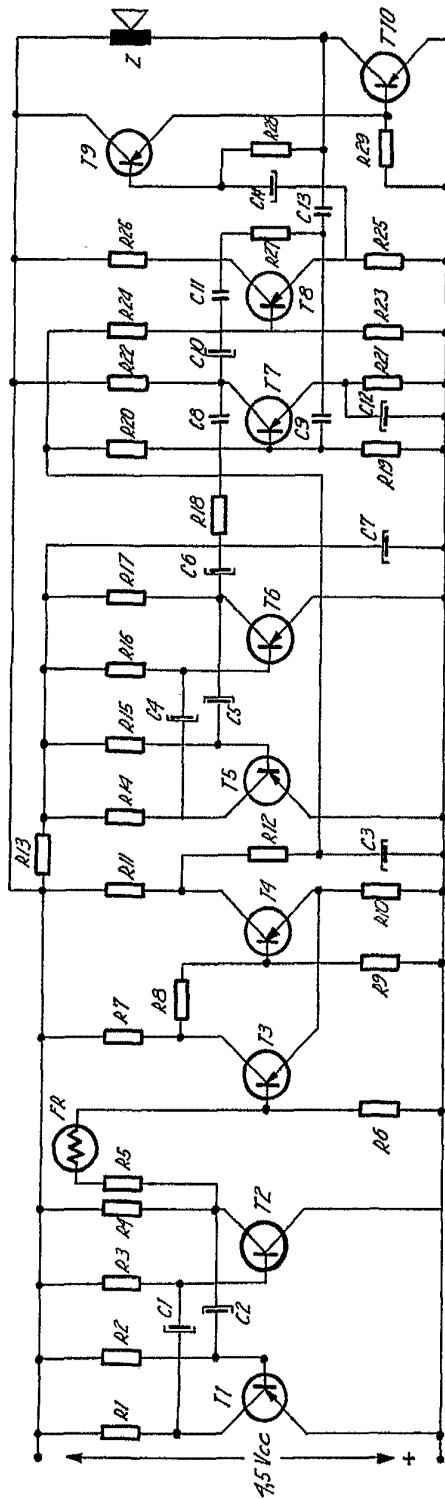 4,5 Vcc
+
R1
R2
R3
R4
R5
FR
C1
C2
T1
T2
R6
R7
R8
R9
T3
T4
R10
R11
R12
R13
C3
R14
R15
R16
R17
C4
C5
T5
T6
C6
C7
R18
R19
R20
R21
R22
C8
C9
C10
C12
T7
R23
R24
R25
R26
C11
T8
R27
C13
C14
R28
T9
R29
T10
Z